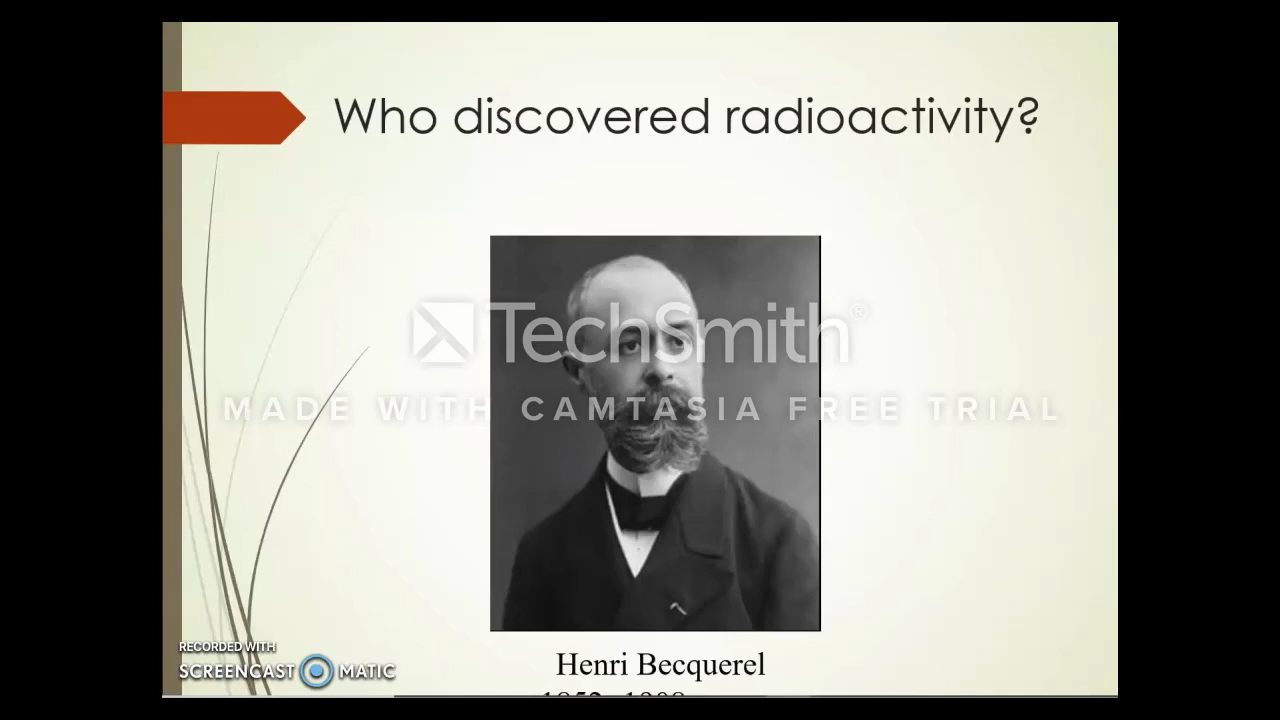 Who discovered radioactivity?
TechSmith®
MADE WITH CAMTASIA FREE TRIAL
RECORDED WITH
SCREENCAST MATIC
Henri Becquerel